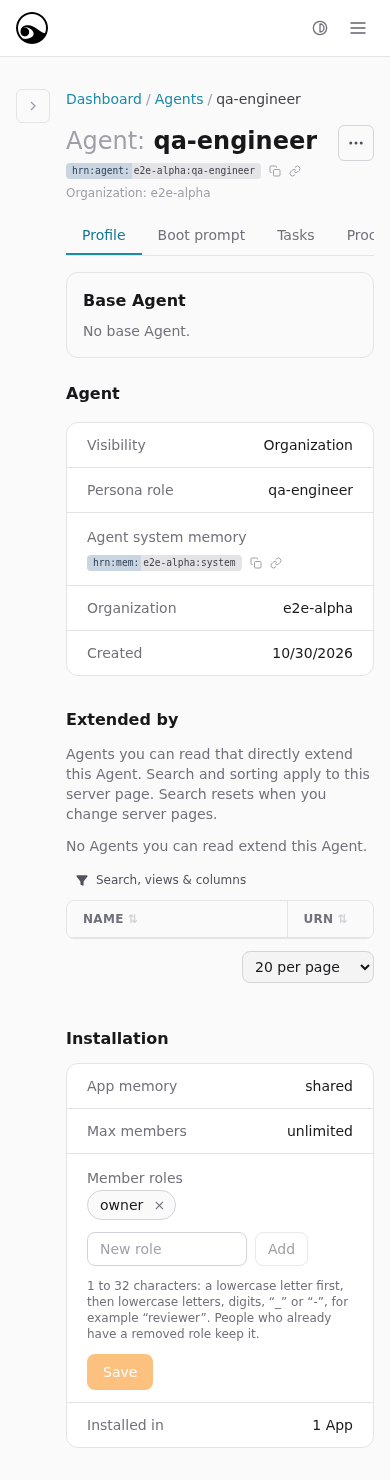 Dashboard / Agents / qa-engineer
Agent: qa-engineer
hrn:agent:e2e-alpha:qa-engineer
Organization: e2e-alpha
Profile Boot prompt Tasks Proc
Base Agent
No base Agent.
Agent
Visibility Organization
Persona role qa-engineer
Agent system memory
hrn:mem:e2e-alpha:system
Organization e2e-alpha
Created 10/30/2026
Extended by
Agents you can read that directly extend
this Agent. Search and sorting apply to this
server page. Search resets when you
change server pages.
No Agents you can read extend this Agent.
Search, views & columns
NAME URN
20 per page
Installation
App memory shared
Max members unlimited
Member roles
owner ×
New role Add
1 to 32 characters: a lowercase letter first,
then lowercase letters, digits, “_” or “-”, for
example “reviewer”. People who already
have a removed role keep it.
Save
Installed in 1 App